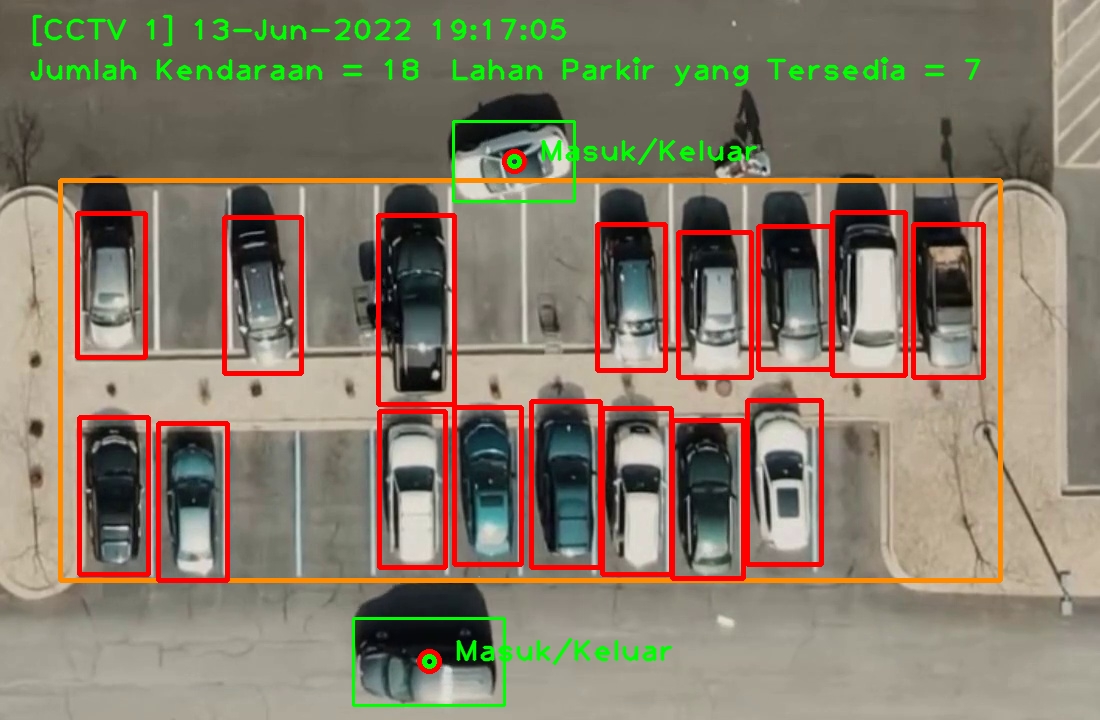 [CCTV 1] 13-Jun-2022 19:17:05
Jumlah Kendaraan = 18 Lahan Parkir yang Tersedia = 7
Masuk/Keluar
Masuk/Keluar